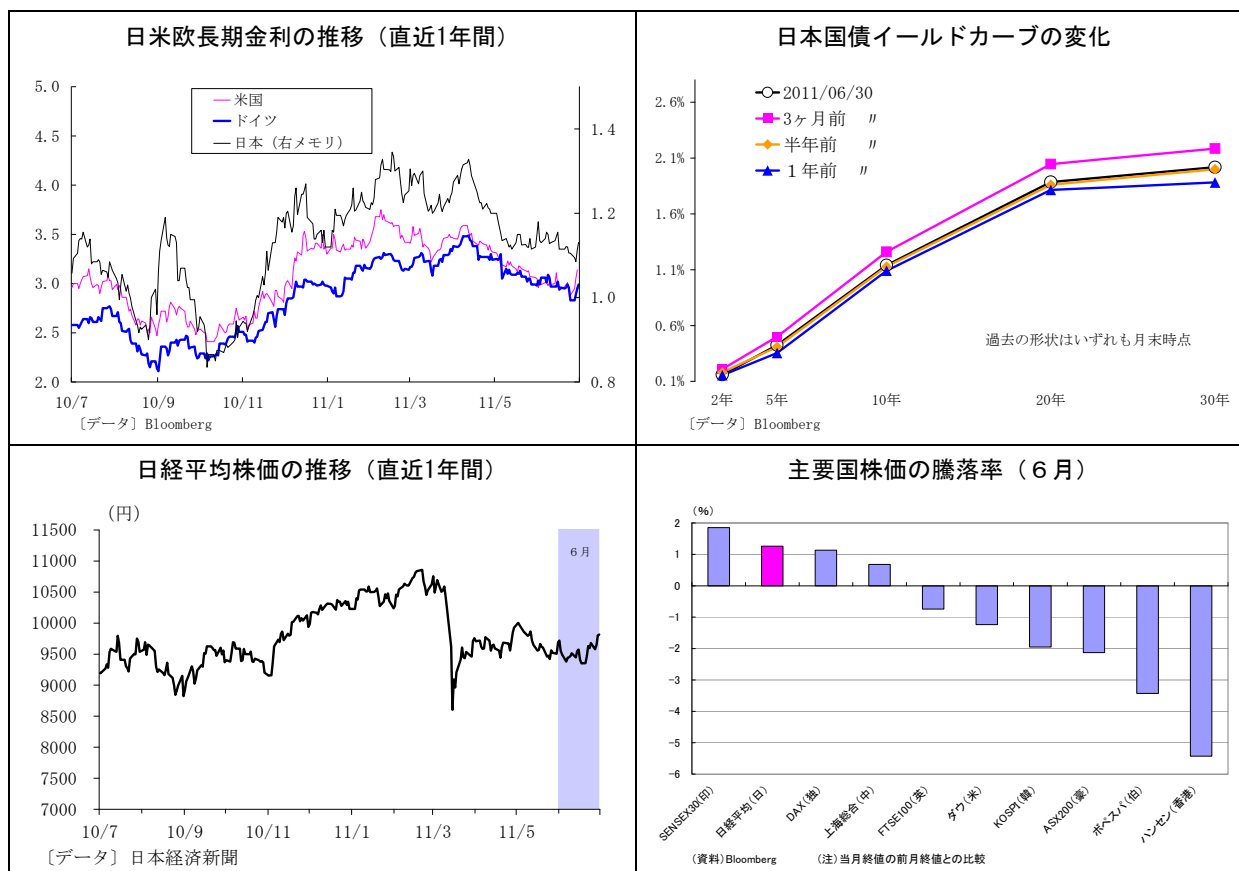 日米欧長期金利の推移（直近1年間）
5.0
4.5
4.0
3.5
3.0
2.5
2.0
米国
ドイツ
日本（右メモリ）
1.4
1.2
1.0
0.8
10/7 10/9 10/11 11/1 11/3 11/5
〔データ〕Bloomberg
日本国債イールドカーブの変化
2.6%
2.1%
1.6%
1.1%
0.6%
0.1%
2011/06/30
3ヶ月前 〃
半年前 〃
１年前 〃
過去の形状はいずれも月末時点
2年 5年 10年 20年 30年
〔データ〕Bloomberg
日経平均株価の推移（直近1年間）
（円）
11500
11000
10500
10000
9500
9000
8500
8000
7500
7000
６月
10/7 10/9 10/11 11/1 11/3 11/5
〔データ〕日本経済新聞
主要国株価の騰落率（６月）
（%）
2
1
0
-1
-2
-3
-4
-5
-6
SENSEX30(印)
日経平均(日)
DAX(独)
上海総合(中)
FTSE100(英)
ダウ(米)
KOSPI(韓)
ASX200(豪)
ボベスパ(伯)
ハンセン(香港)
（資料）Bloomberg （注）当月終値の前月終値との比較